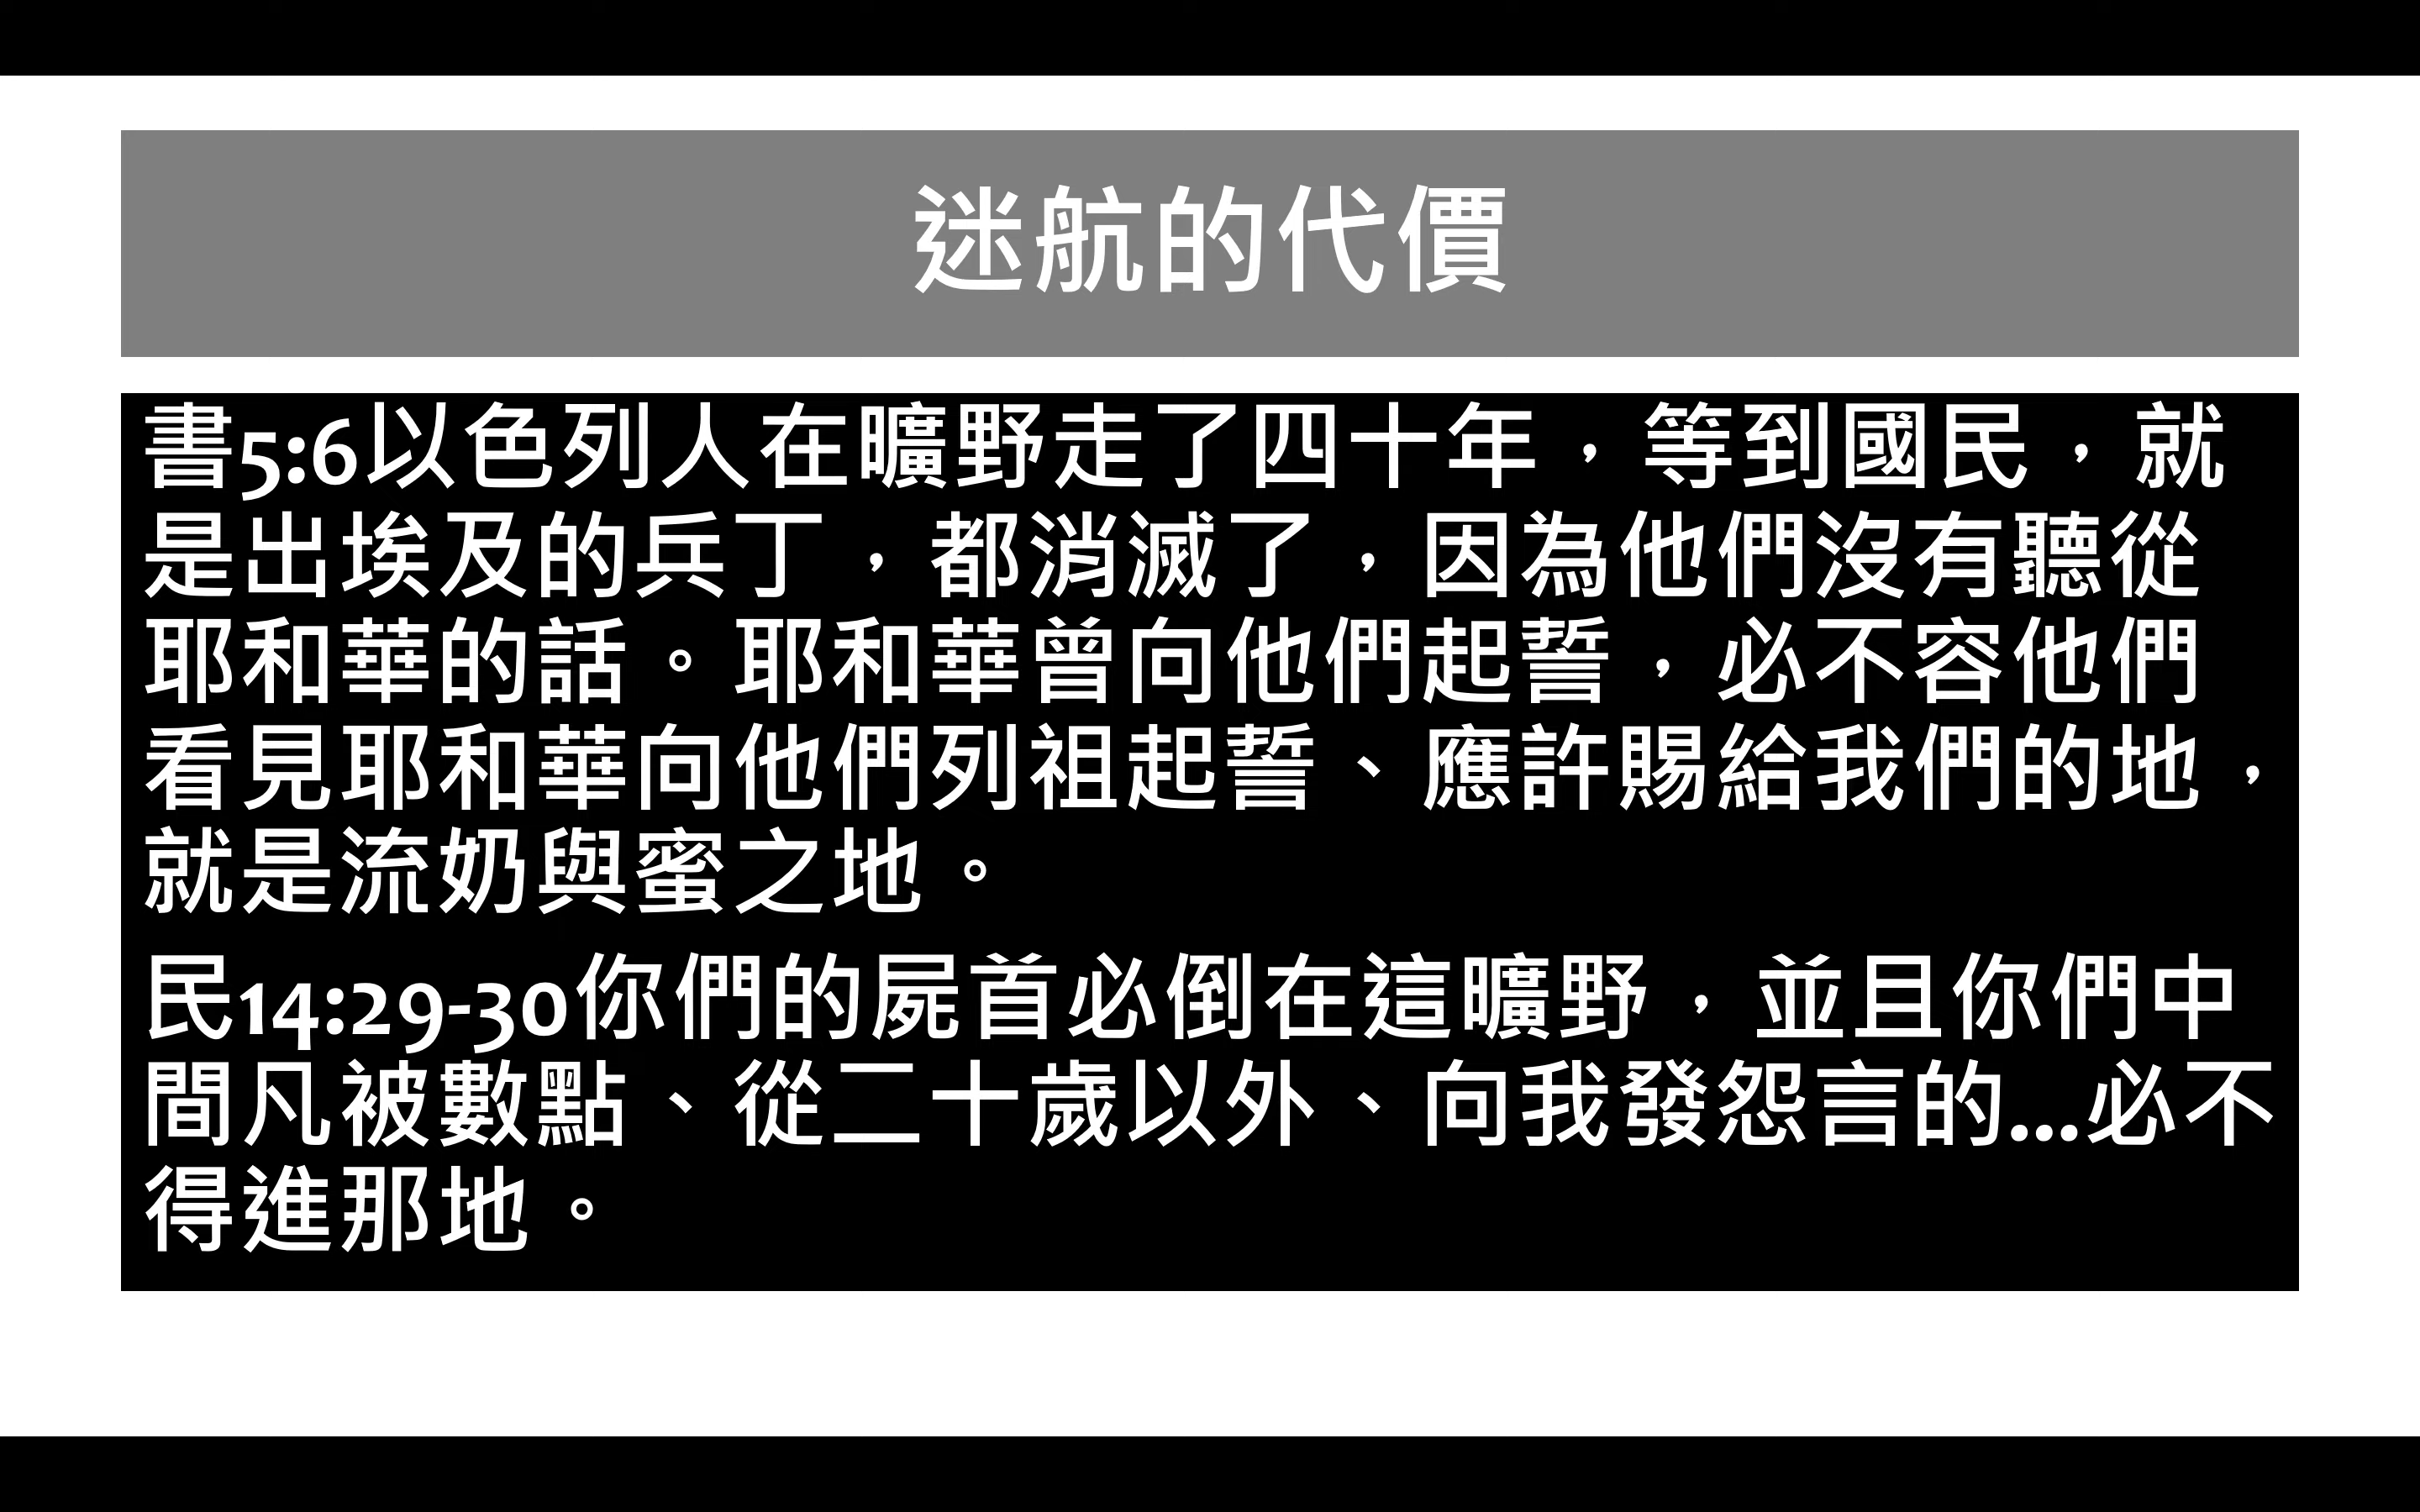 迷航的代價
書5:6以色列人在曠野走了四十年，等到國民，就
是出埃及的兵丁，都消滅了，因為他們沒有聽從
耶和華的話。耶和華曾向他們起誓，必不容他們
看見耶和華向他們列祖起誓、應許賜給我們的地，
就是流奶與蜜之地。
民14:29-30你們的屍首必倒在這曠野，並且你們中
間凡被數點、從二十歲以外、向我發怨言的…必不
得進那地。